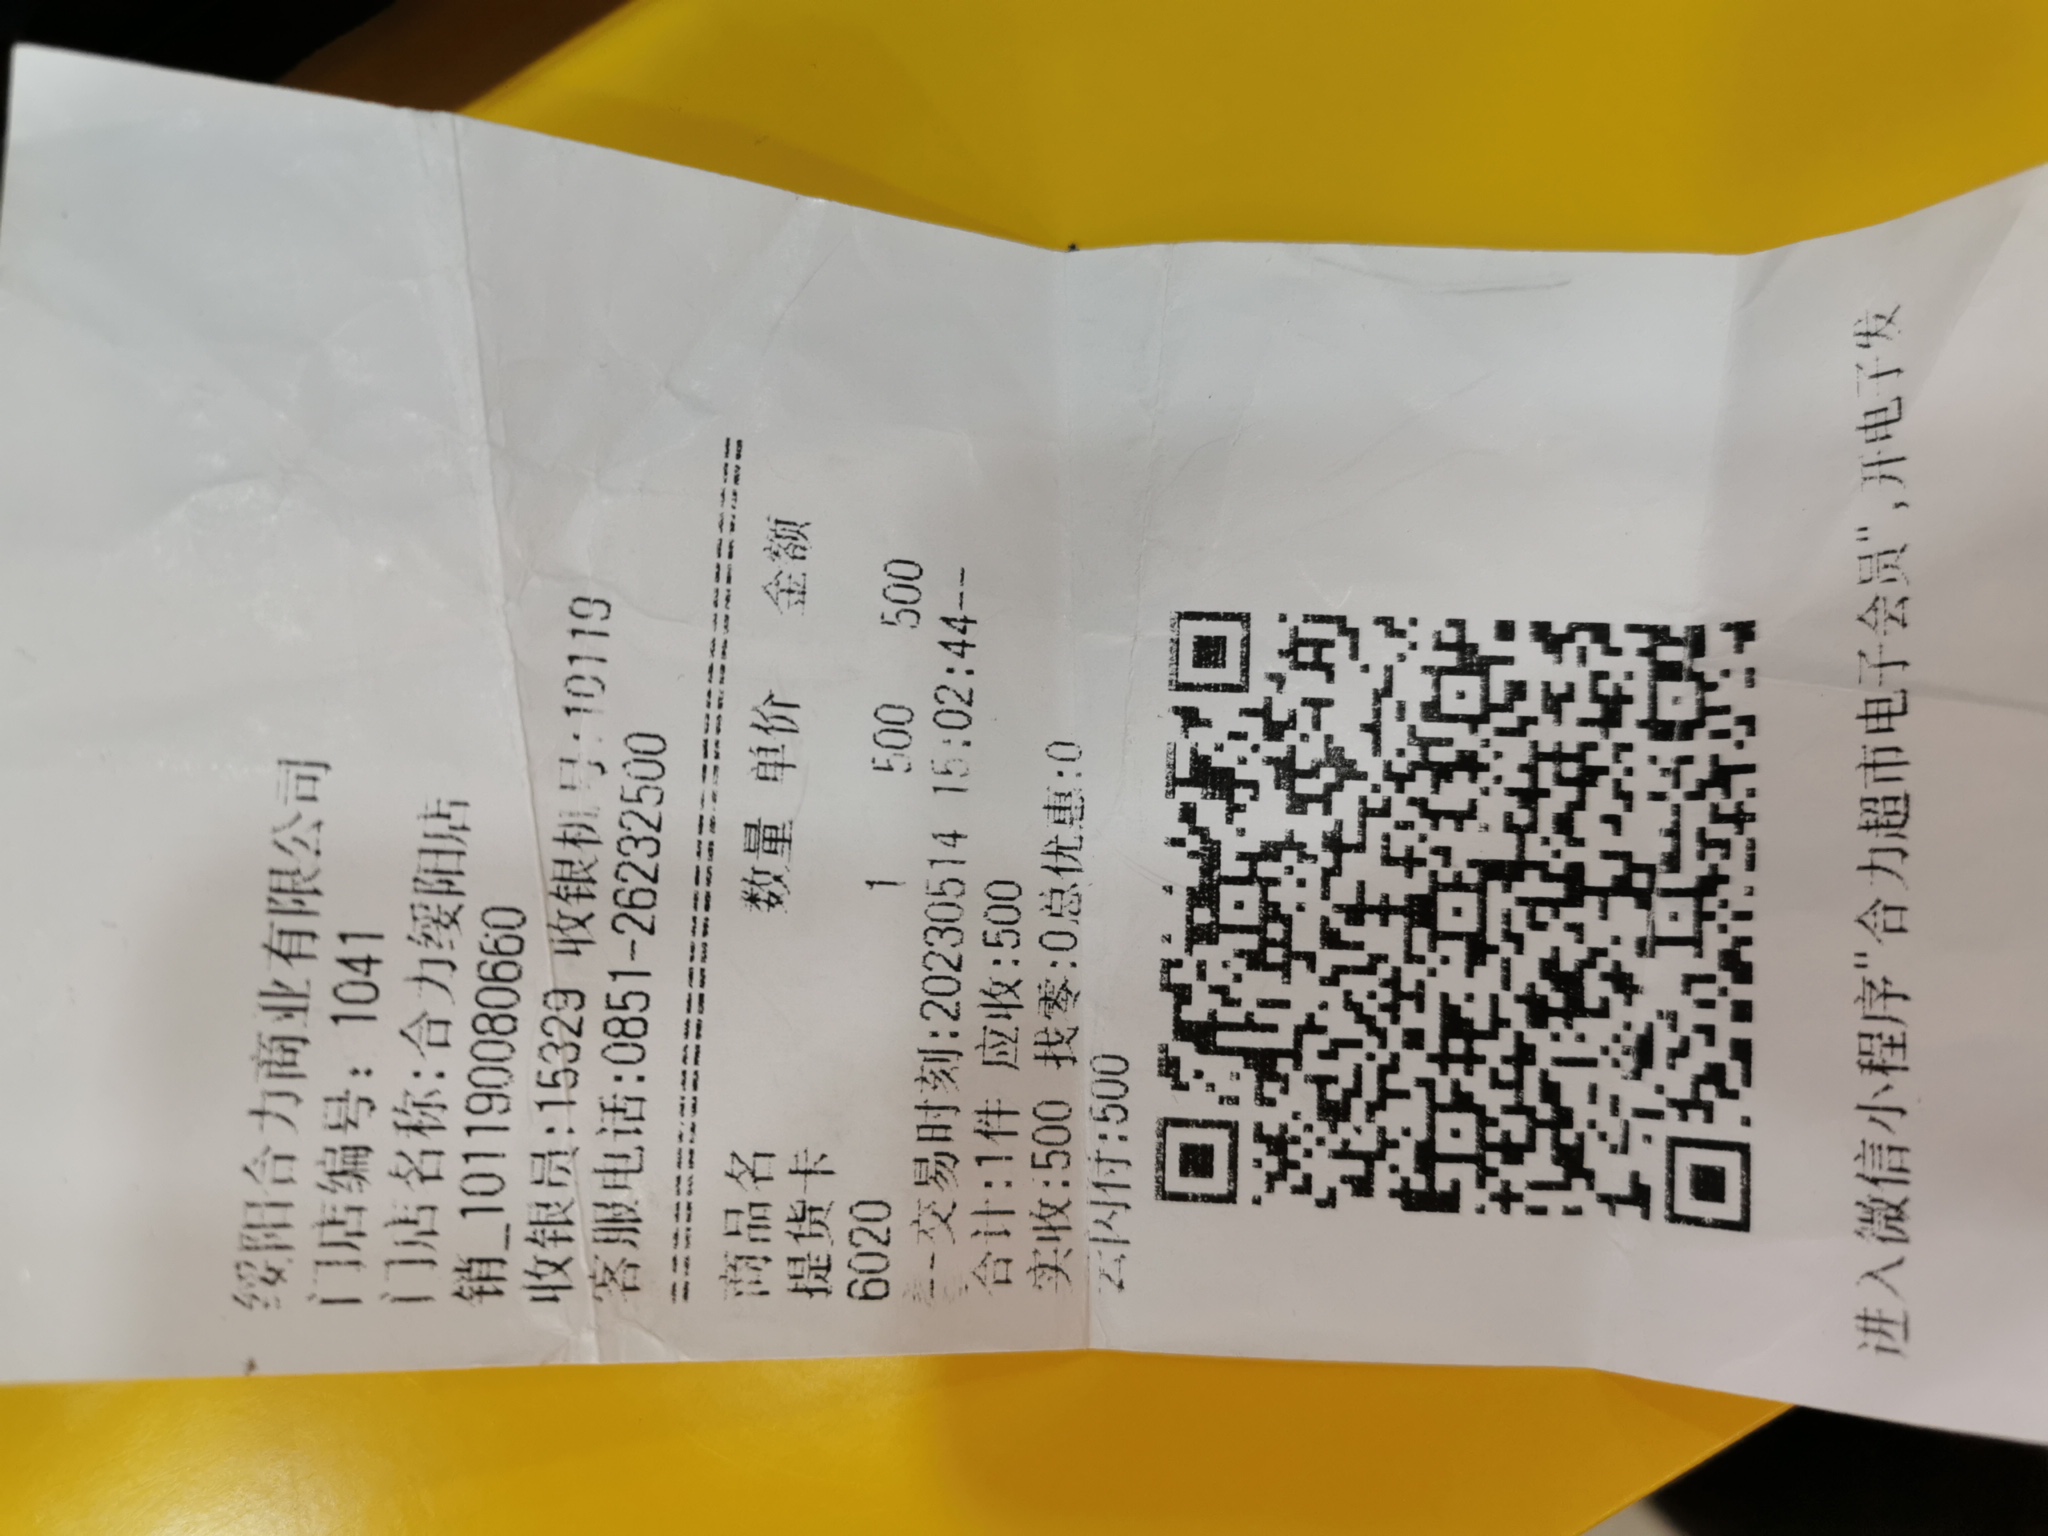 绥阳合力商业有限公司
门店编号: 1041
门店名称:合力绥阳店
销_101190080660
收银员:15329 收银机号:10119
客服电话:0851-26232500
商品名 数量 单价 金额
提货卡
6020 1 500 500
--交易时刻:20230514 15:02:44--
合计:1件 应收:500
实收:500 找零:0总优惠:0
云闪付:500
进入微信小程序"合力超市电子会员",开电子发